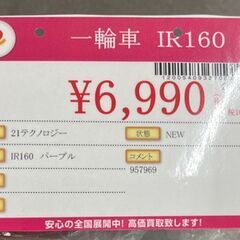 一輪車 IR160
¥6,990
21テクノロジー 状態 NEW
IR160 パープル コメント
957969
安心の全国展開中! 高価買取致します!